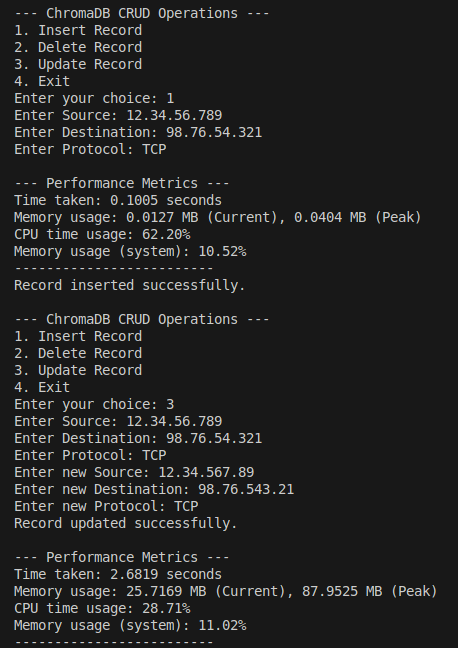 --- ChromaDB CRUD Operations ---
1. Insert Record
2. Delete Record
3. Update Record
4. Exit
Enter your choice: 1
Enter Source: 12.34.56.789
Enter Destination: 98.76.54.321
Enter Protocol: TCP

--- Performance Metrics ---
Time taken: 0.1005 seconds
Memory usage: 0.0127 MB (Current), 0.0404 MB (Peak)
CPU time usage: 62.20%
Memory usage (system): 10.52%
-------------------------
Record inserted successfully.

--- ChromaDB CRUD Operations ---
1. Insert Record
2. Delete Record
3. Update Record
4. Exit
Enter your choice: 3
Enter Source: 12.34.56.789
Enter Destination: 98.76.54.321
Enter Protocol: TCP
Enter new Source: 12.34.567.89
Enter new Destination: 98.76.543.21
Enter new Protocol: TCP
Record updated successfully.

--- Performance Metrics ---
Time taken: 2.6819 seconds
Memory usage: 25.7169 MB (Current), 87.9525 MB (Peak)
CPU time usage: 28.71%
Memory usage (system): 11.02%
-------------------------